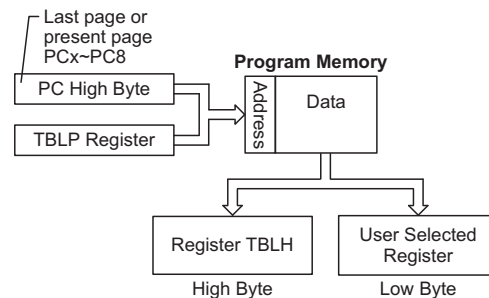 Last page or
present page
PCx~PC8
Program Memory
PC High Byte
TBLP Register
Address
Data
Register TBLH
User Selected
Register
High Byte
Low Byte